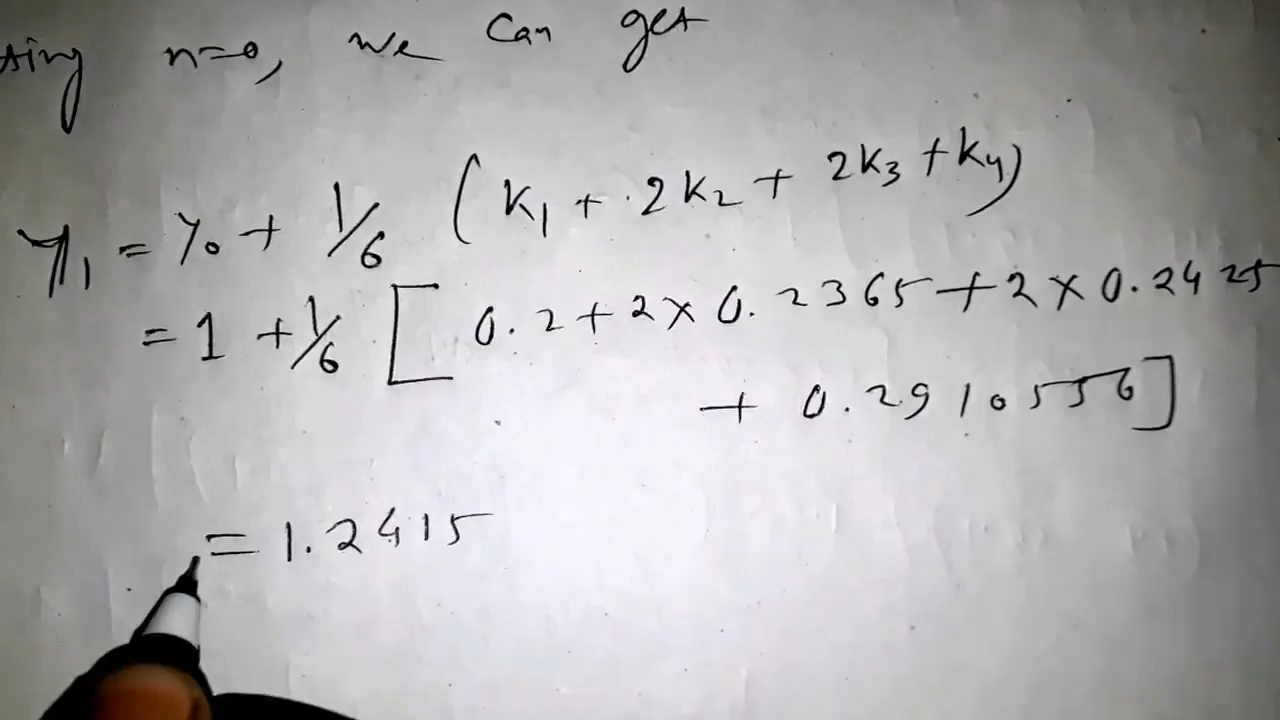 n=0, we can get
y₁ = y₀ + 1/6 (k₁ + 2k₂ + 2k₃ + k₄)
= 1 + 1/6 [ 0.2 + 2 × 0.2365 + 2 × 0.2425
+ 0.2910556]
= 1.2415